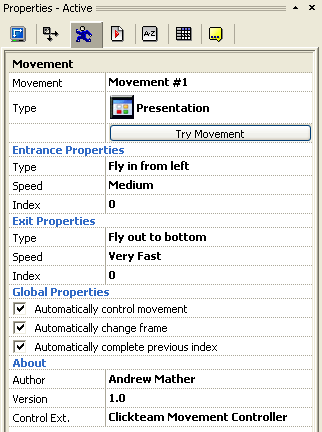 Properties - Active
A-Z
Movement
Movement Movement #1
Type Presentation
Try Movement
Entrance Properties
Type Fly in from left
Speed Medium
Index 0
Exit Properties
Type Fly out to bottom
Speed Very Fast
Index 0
Global Properties
Automatically control movement
Automatically change frame
Automatically complete previous index
About
Author Andrew Mather
Version 1.0
Control Ext. Clickteam Movement Controller